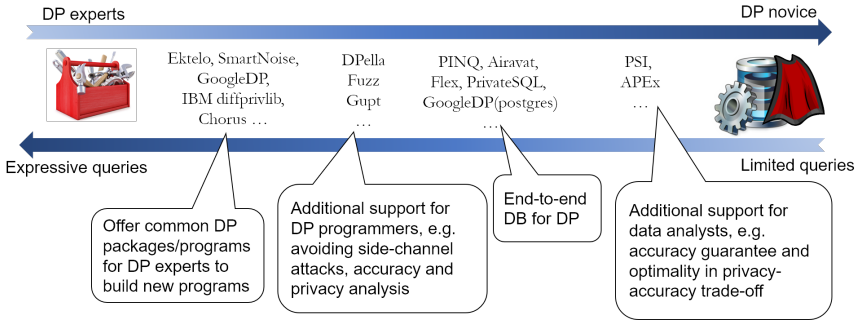 DP experts
DP novice
Ektelo, SmartNoise,
GoogleDP,
IBM diffprivlib,
Chorus …
DPella
Fuzz
Gupt
…
PINQ, Airavat,
Flex, PrivateSQL,
GoogleDP(postgres)
…
PSI,
APEx
…
Expressive queries
Limited queries
Offer common DP
packages/programs
for DP experts to
build new programs
Additional support for
DP programmers, e.g.
avoiding side-channel
attacks, accuracy and
privacy analysis
End-to-end
DB for DP
Additional support for
data analysts, e.g.
accuracy guarantee and
optimality in privacy-
accuracy trade-off